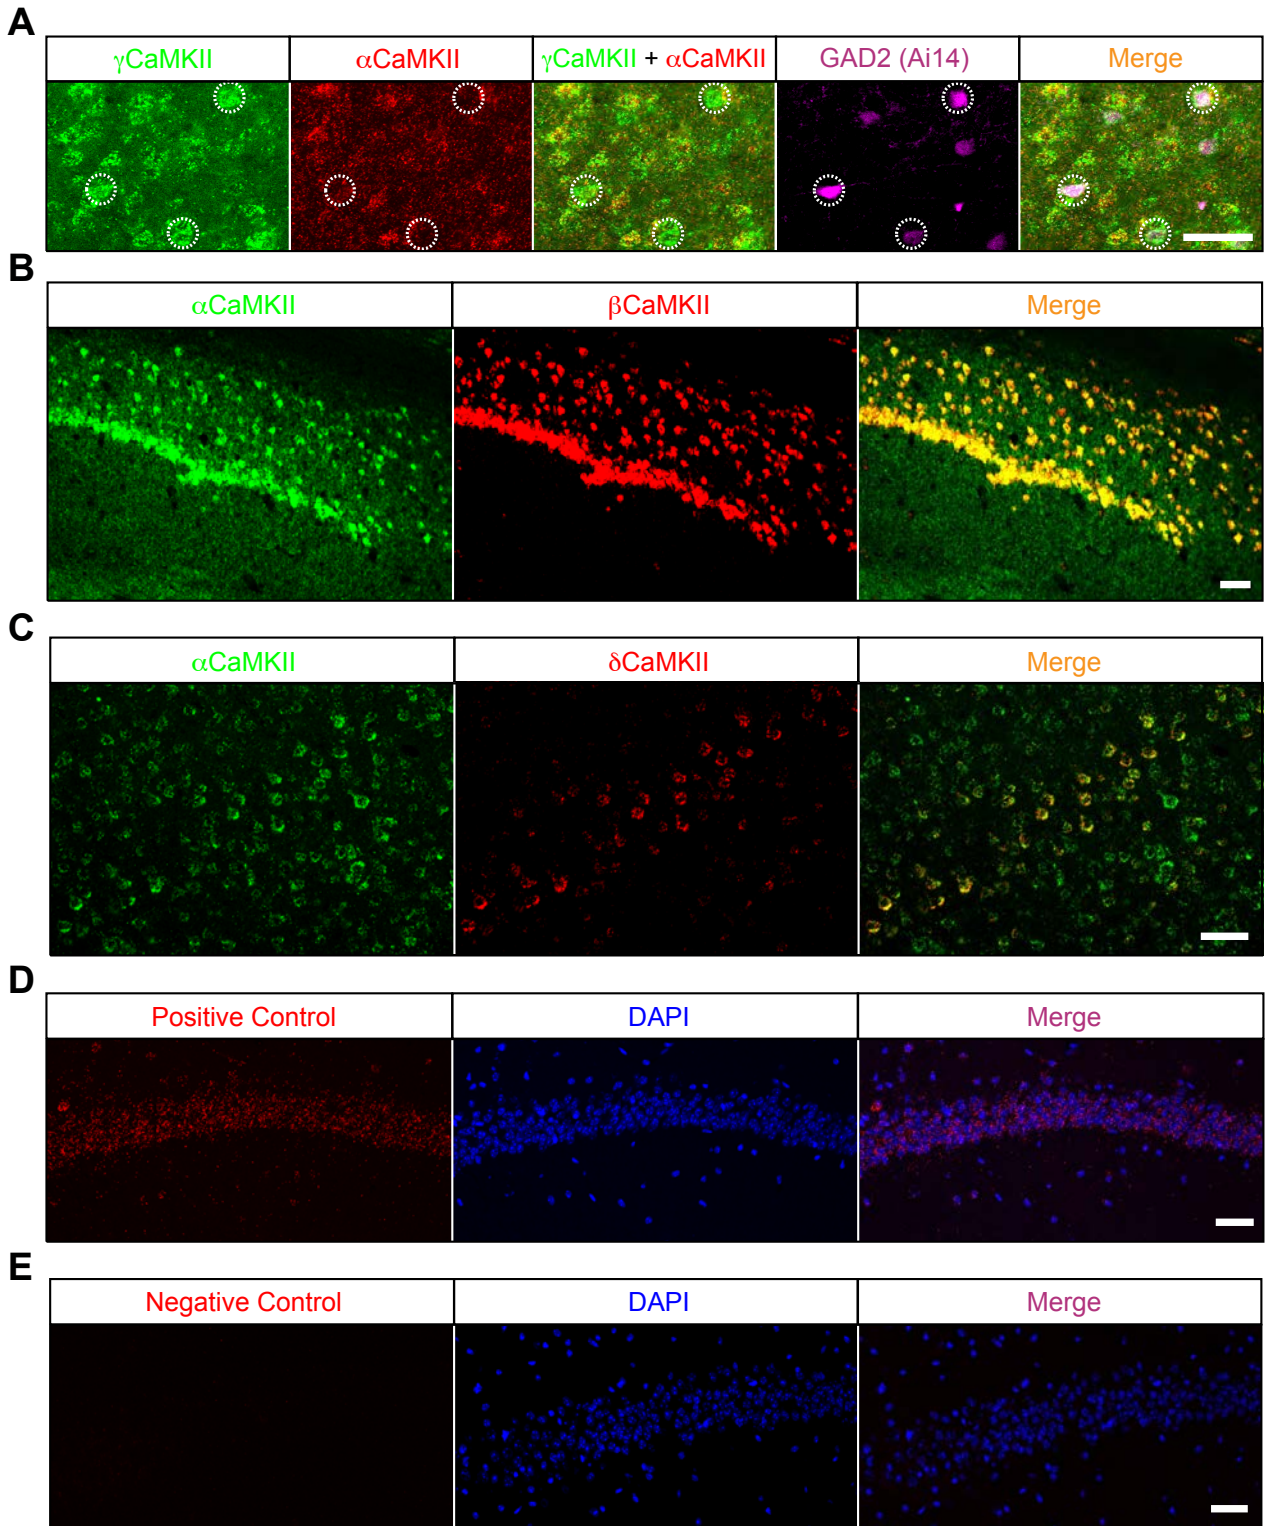 A
γCaMKII αCaMKII γCaMKII + αCaMKII GAD2 (Ai14) Merge
B
αCaMKII βCaMKII Merge
C
αCaMKII δCaMKII Merge
D
Positive Control DAPI Merge
E
Negative Control DAPI Merge